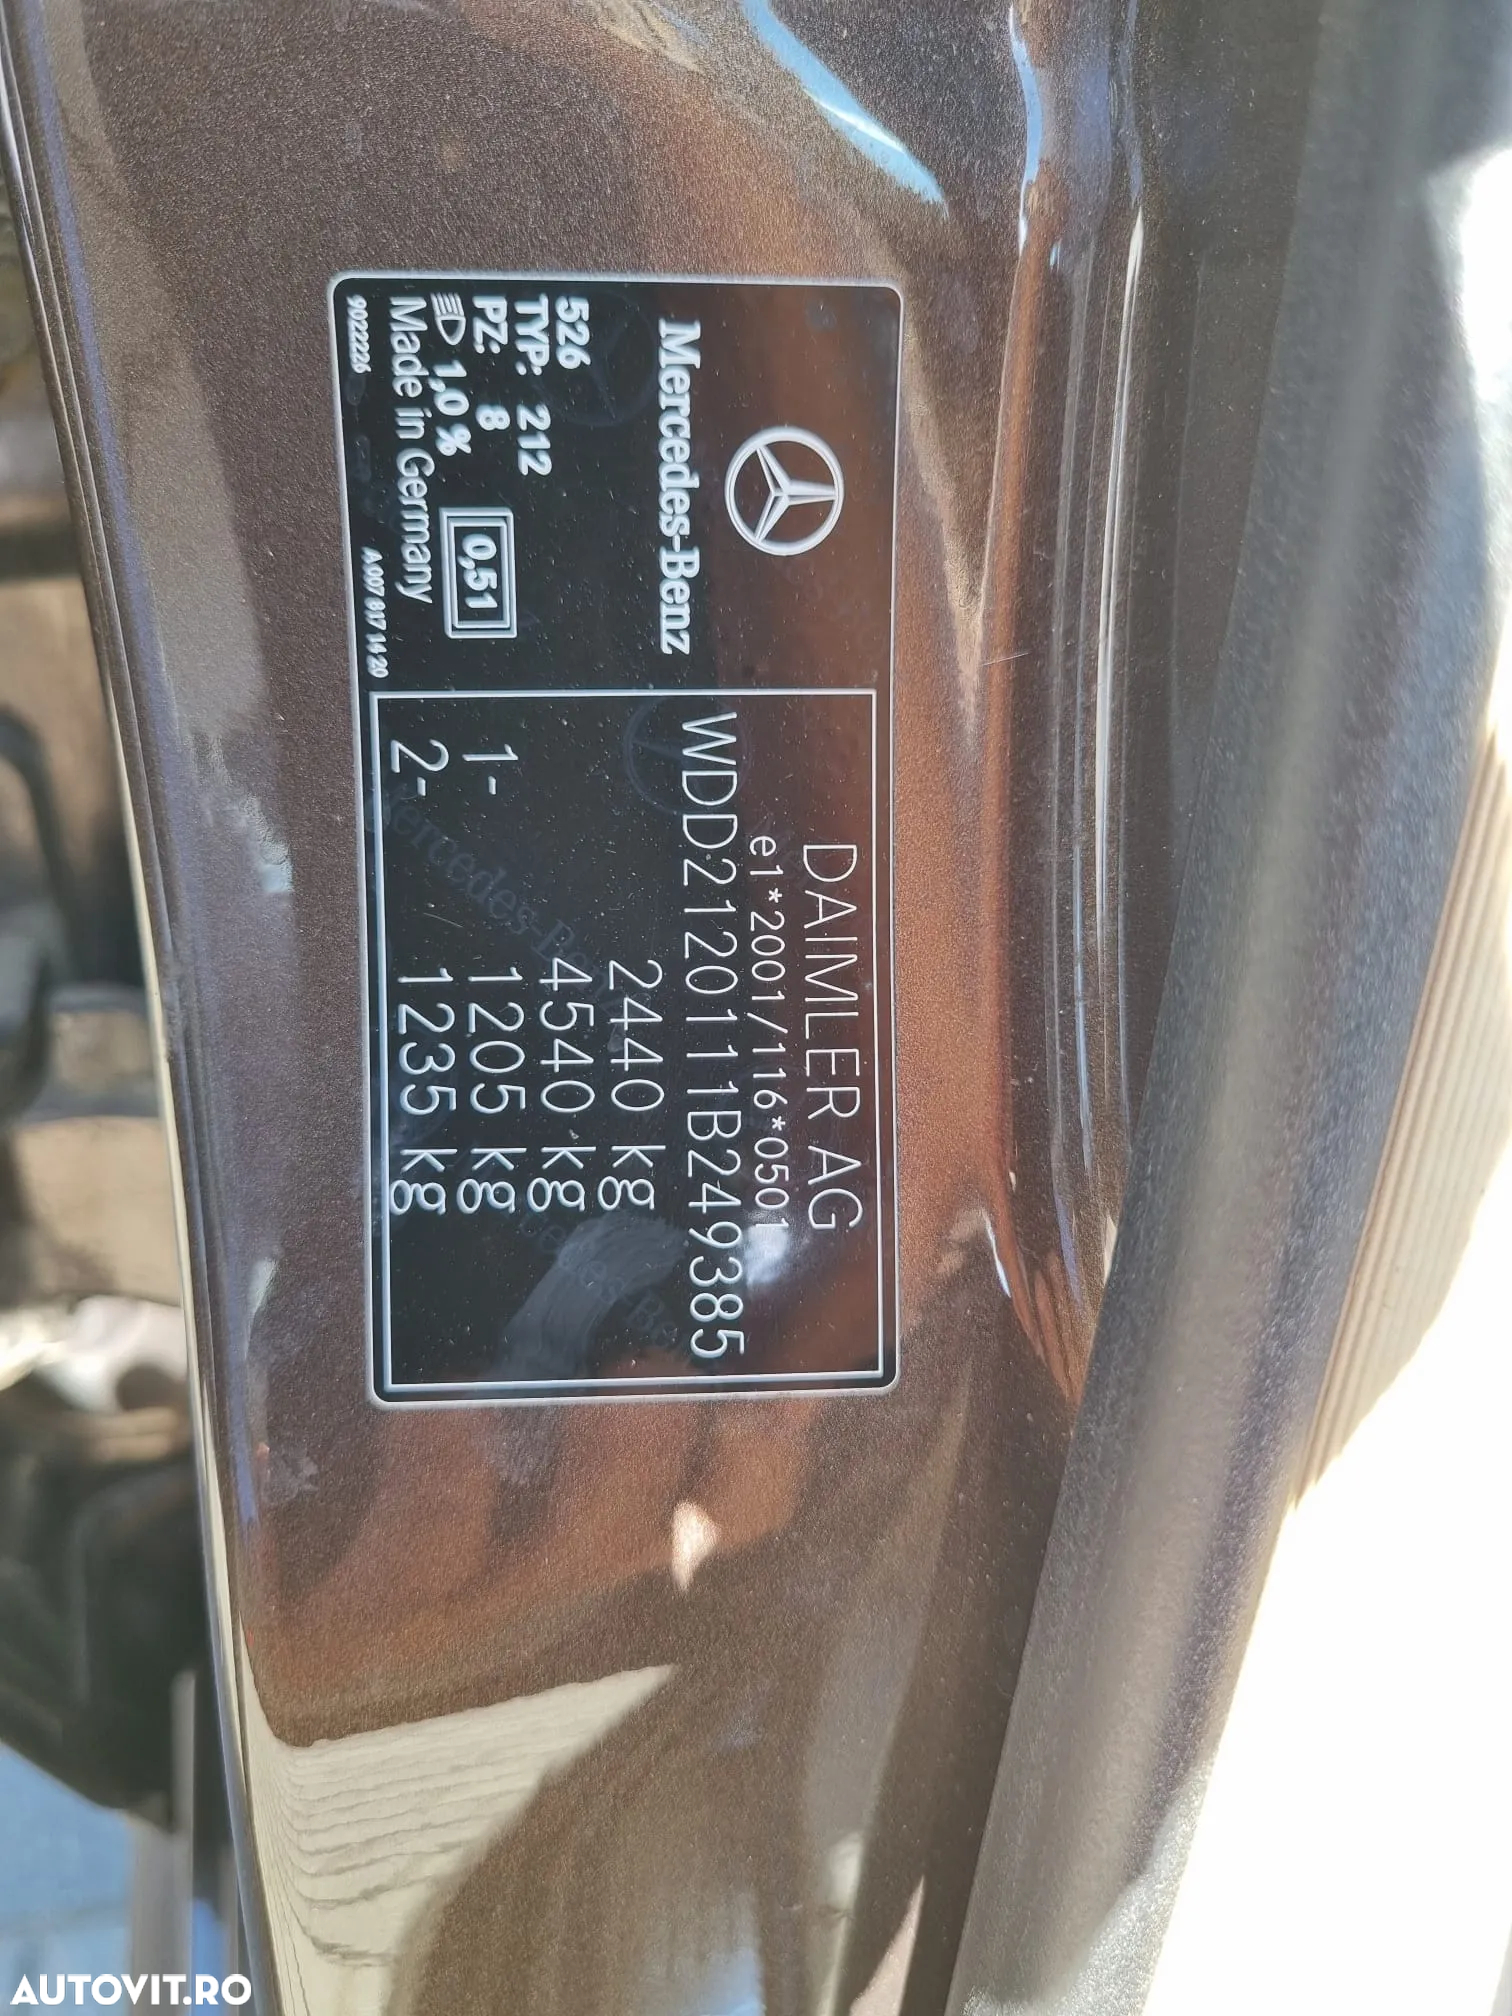 Mercedes-Benz
526
TYP: 212
PZ: 8
1,0 %
0,51
Made in Germany
9022226
A 007 817 14 20
DAIMLER AG
e1*2001/116*0501
WDD2120111B249385
2440 kg
4540 kg
1- 1205 kg
2- 1235 kg
AUTOVIT.RO